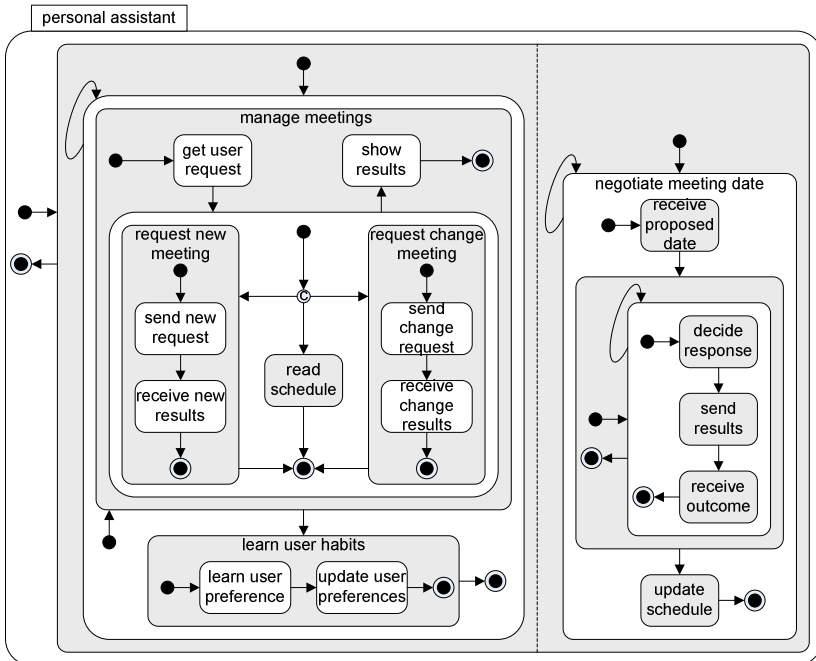 personal assistant
manage meetings
get user
request
show
results
request new
meeting
send new
request
receive new
results
C
read
schedule
request change
meeting
send
change
request
receive
change
results
learn user habits
learn user
preference
update user
preferences
negotiate meeting date
receive
proposed
date
decide
response
send
results
receive
outcome
update
schedule